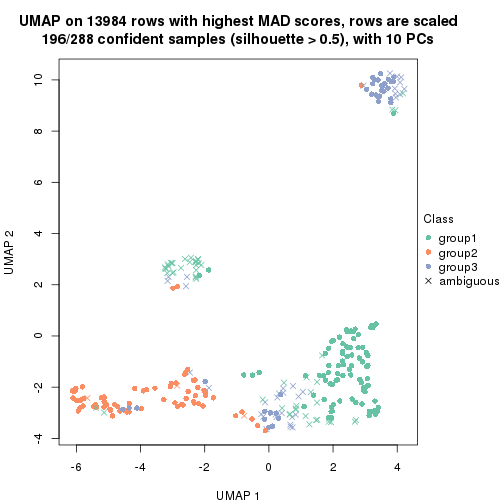 UMAP on 13984 rows with highest MAD scores, rows are scaled
196/288 confident samples (silhouette > 0.5), with 10 PCs
10
8
6
4
2
0
-2
-4
UMAP 2
-6
-4
-2
0
2
4
UMAP 1
Class
group1
group2
group3
ambiguous